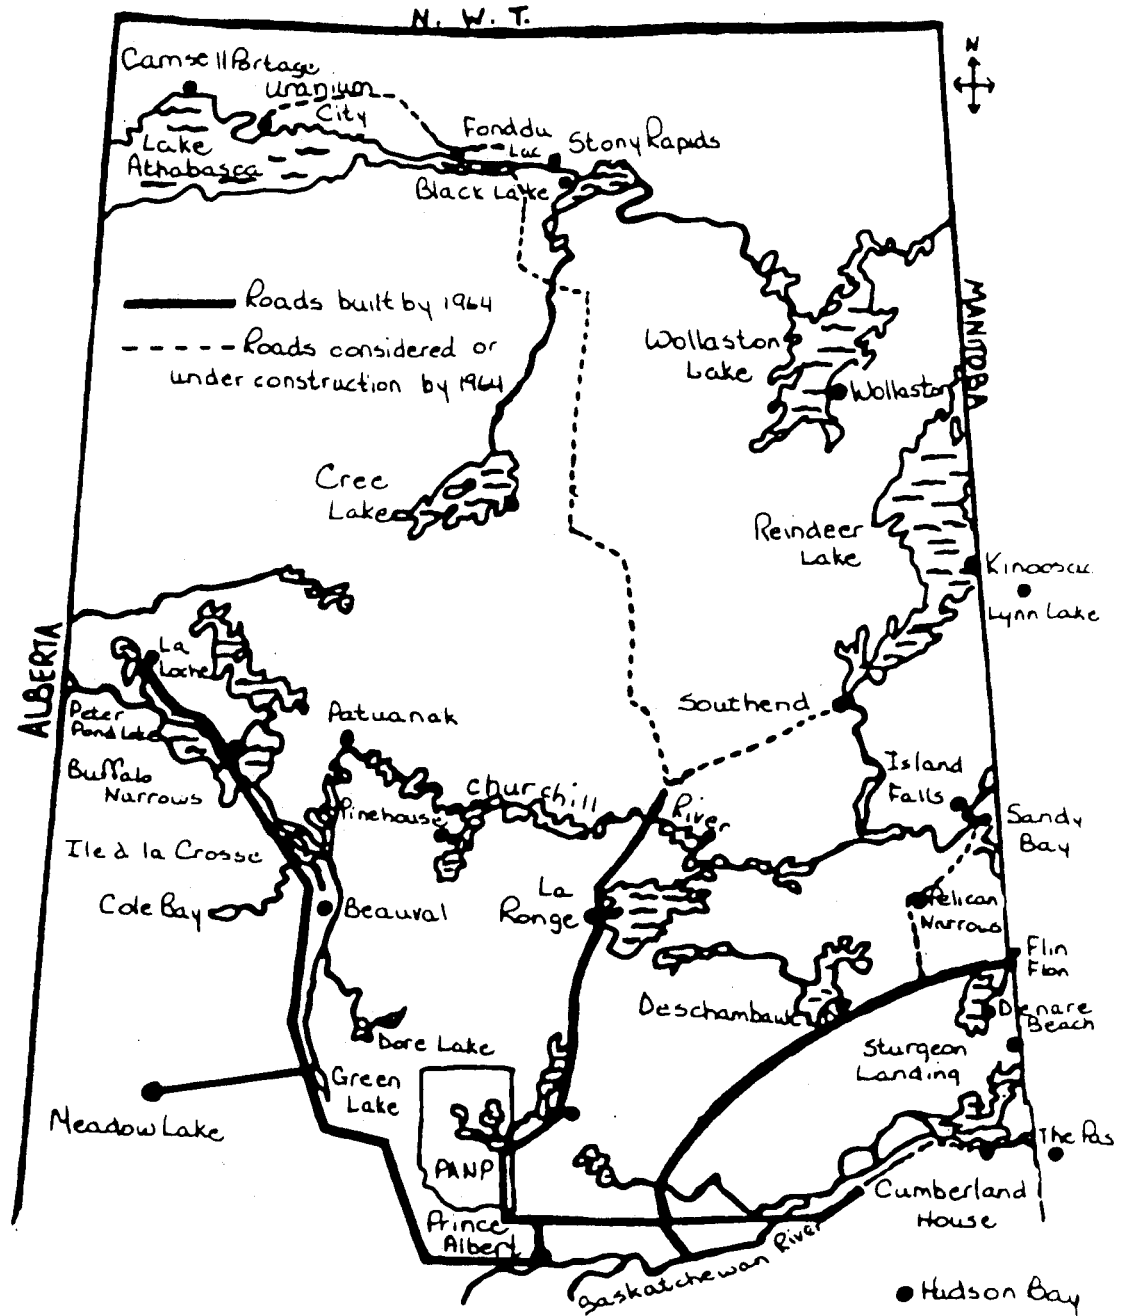 N. W. T.
N
Camsell Portage
Uranium
City
Fond du
Luc
Stony Rapids
Lake
Athabasca
Black Lake
Roads built by 1964
Roads considered or
under construction by 1964
MANITOBA
Wollaston
Lake
Wollaston
Cree
Lake
Reindeer
Lake
Kinoosao
Lynn Lake
ALBERTA
La
Loche
Peter
Pond Lake
Patuanak
Southend
Buffalo
Narrows
Churchill
River
Pinehouse
Island
Falls
Sandy
Bay
Ile à la Crosse
Cole Bay
Beauval
La
Ronge
Pelican
Narrows
Flin
Flon
Deschambault
Denare
Beach
Dore Lake
Sturgeon
Landing
Green
Lake
Meadow Lake
The Pas
PANP
Cumberland
House
Prince
Albert
Saskatchewan River
Hudson Bay